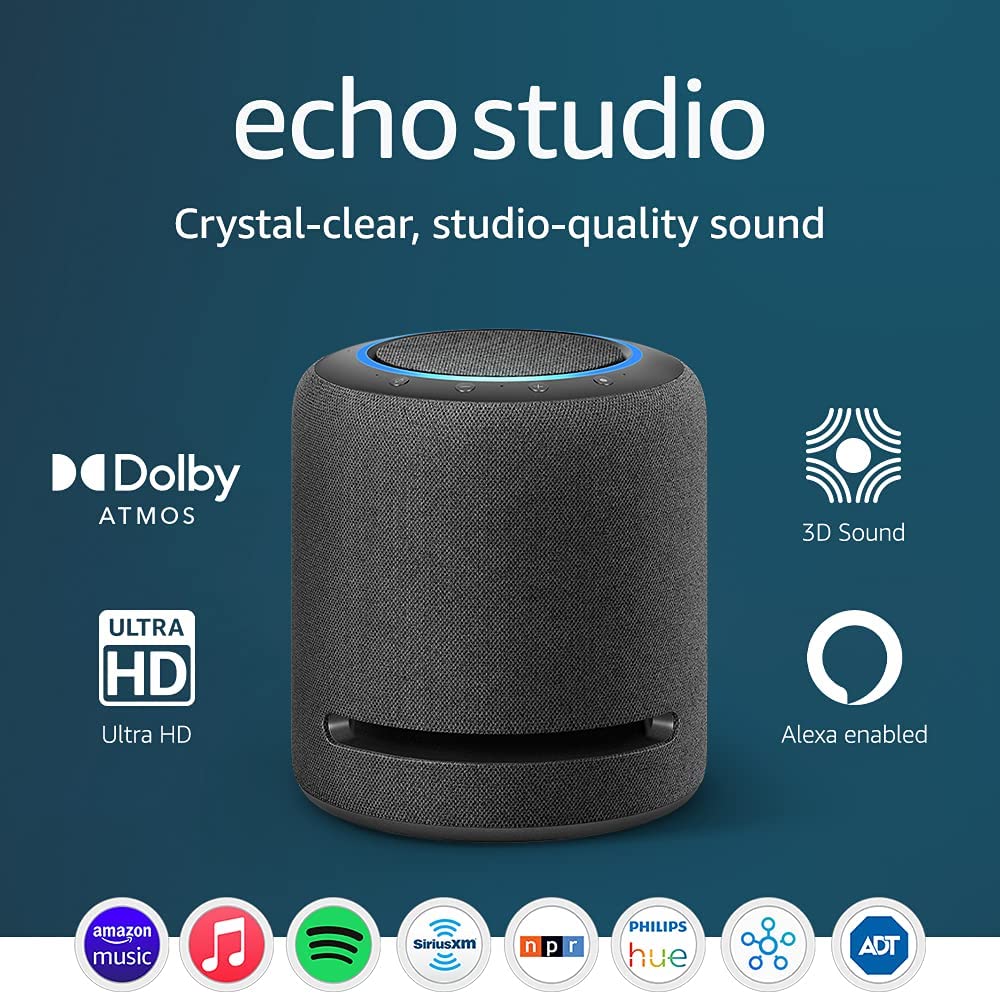 echo studio
Crystal-clear, studio-quality sound
Dolby
ATMOS
3D Sound
ULTRA
HD
Ultra HD
Alexa enabled
amazon
music
SiriusXM
npr
PHILIPS
hue
ADT